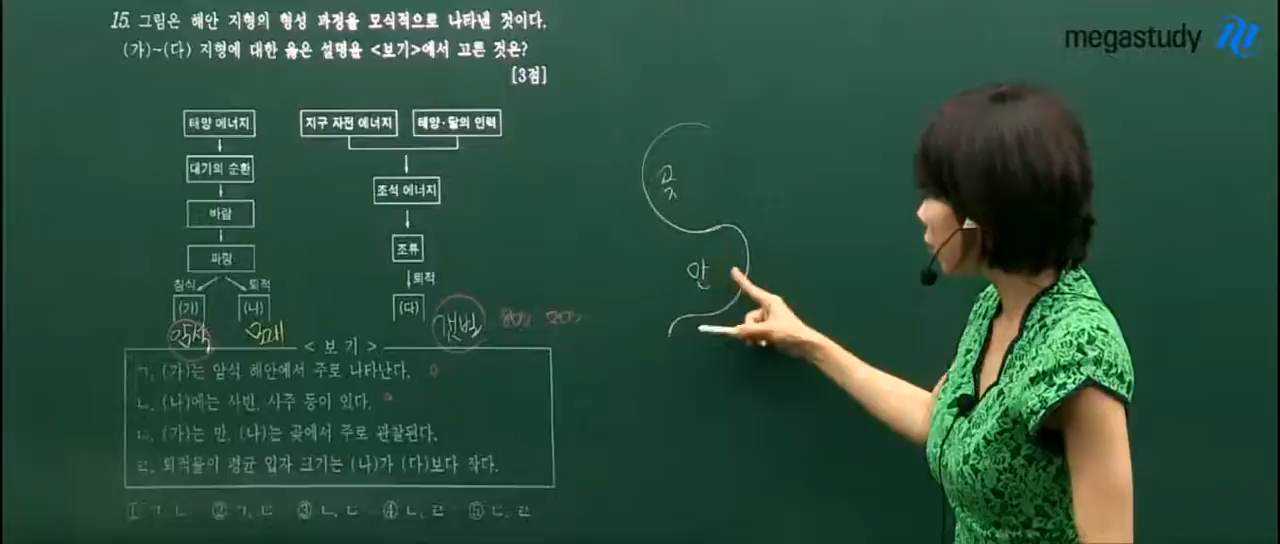 15. 그림은 해안 지형의 형성 과정을 모식적으로 나타낸 것이다.
(가)~(다) 지형에 대한 옳은 설명을 <보기>에서 고른 것은?
[3점]
megastudy
태양 에너지
지구 자전 에너지
태양·달의 인력
대기의 순환
조석 에너지
바람
조류
파랑
침식
퇴적
퇴적
(가)
(나)
(다)
암석
모래
갯벌
곶
만
<보기>
ㄱ. (가)는 암석 해안에서 주로 나타난다.
ㄴ. (나)에는 사빈, 사주 등이 있다.
ㄷ. (가)는 만, (나)는 곶에서 주로 관찰된다.
ㄹ. 퇴적물이 평균 입자 크기는 (나)가 (다)보다 작다.
① ㄱ, ㄴ ② ㄱ, ㄷ ③ ㄴ, ㄷ ④ ㄴ, ㄹ ⑤ ㄷ, ㄹ